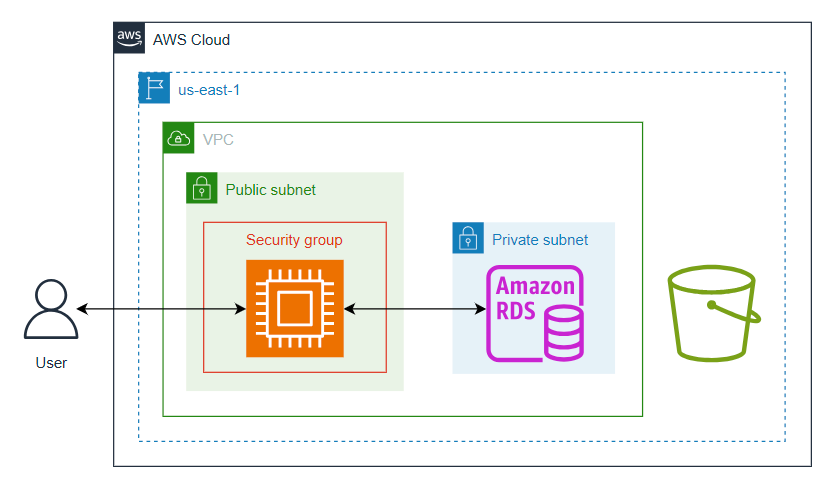 aws
AWS Cloud
us-east-1
VPC
Public subnet
Security group
Private subnet
Amazon
RDS
User